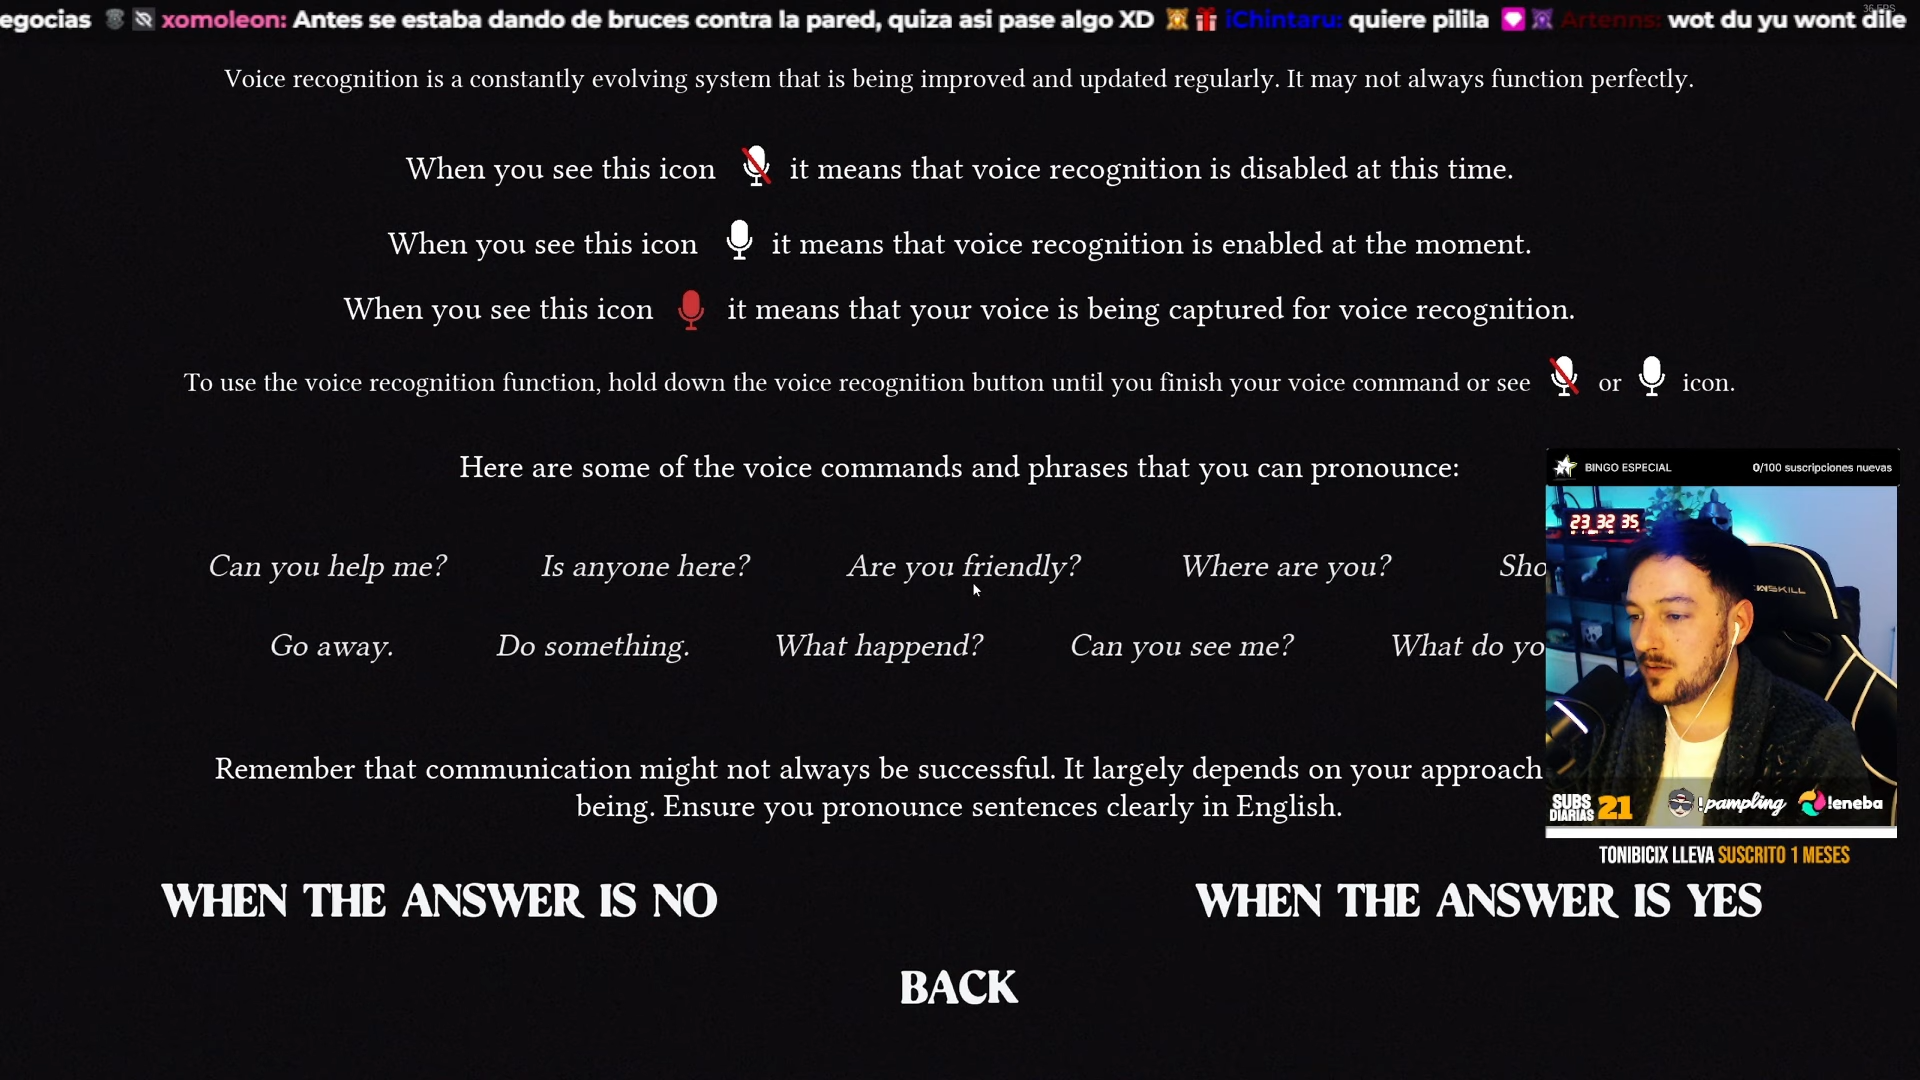 egocias xomoleon: Antes se estaba dando de bruces contra la pared, quiza asi pase algo XD iChintaru: quiere pilila Artenns: wot du yu wont dile
36 FPS
Voice recognition is a constantly evolving system that is being improved and updated regularly. It may not always function perfectly.
When you see this icon it means that voice recognition is disabled at this time.
When you see this icon it means that voice recognition is enabled at the moment.
When you see this icon it means that your voice is being captured for voice recognition.
To use the voice recognition function, hold down the voice recognition button until you finish your voice command or see or icon.
Here are some of the voice commands and phrases that you can pronounce:
BINGO ESPECIAL 0/100 suscripciones nuevas
23 32 35
Can you help me? Is anyone here? Are you friendly? Where are you? Sho
Go away. Do something. What happend? Can you see me? What do yo
Remember that communication might not always be successful. It largely depends on your approach
being. Ensure you pronounce sentences clearly in English.
SUBS DIARIAS 21 !pampling !eneba
TONIBICIX LLEVA SUSCRITO 1 MESES
WHEN THE ANSWER IS NO WHEN THE ANSWER IS YES
BACK